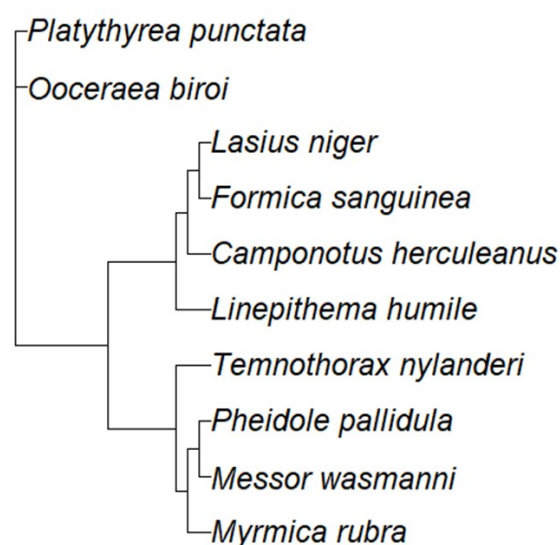 Platythyrea punctata
Ooceraea biroi
Lasius niger
Formica sanguinea
Camponotus herculeanus
Linepithema humile
Temnothorax nylanderi
Pheidole pallidula
Messor wasmanni
Myrmica rubra